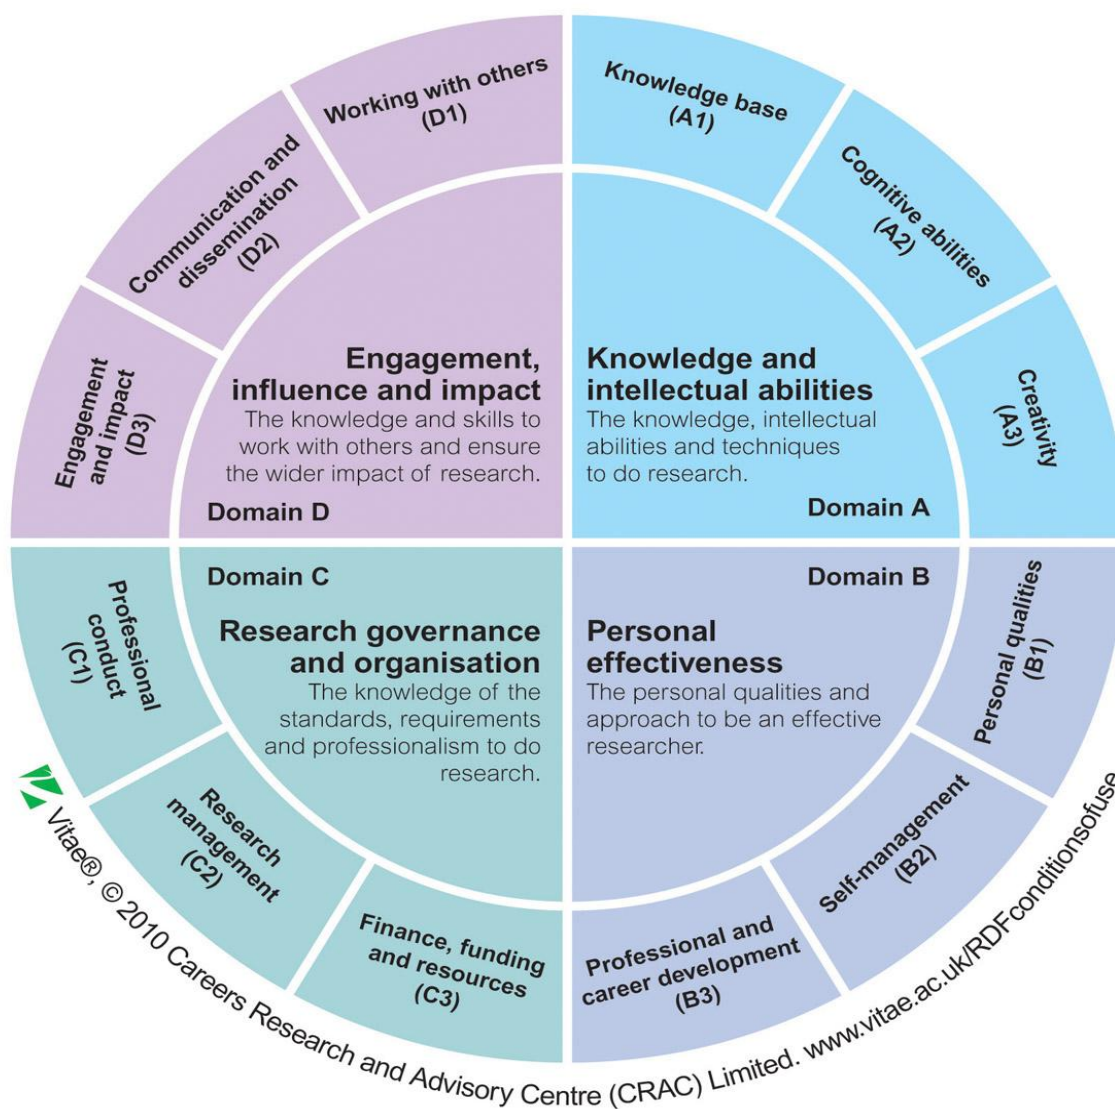 Knowledge base
(A1)
Cognitive abilities
(A2)
Creativity
(A3)
Knowledge and
intellectual abilities
The knowledge, intellectual
abilities and techniques
to do research.
Domain A
Domain B
Personal
effectiveness
The personal qualities and
approach to be an effective
researcher.
Personal qualities
(B1)
Self-management
(B2)
Professional and
career development
(B3)
Domain C
Research governance
and organisation
The knowledge of the
standards, requirements
and professionalism to do
research.
Professional
conduct
(C1)
Research
management
(C2)
Finance, funding
and resources
(C3)
Working with others
(D1)
Communication and
dissemination
(D2)
Engagement
and impact
(D3)
Engagement,
influence and impact
The knowledge and skills to
work with others and ensure
the wider impact of research.
Domain D
Vitae®, © 2010 Careers Research and Advisory Centre (CRAC) Limited. www.vitae.ac.uk/RDFconditionsofuse